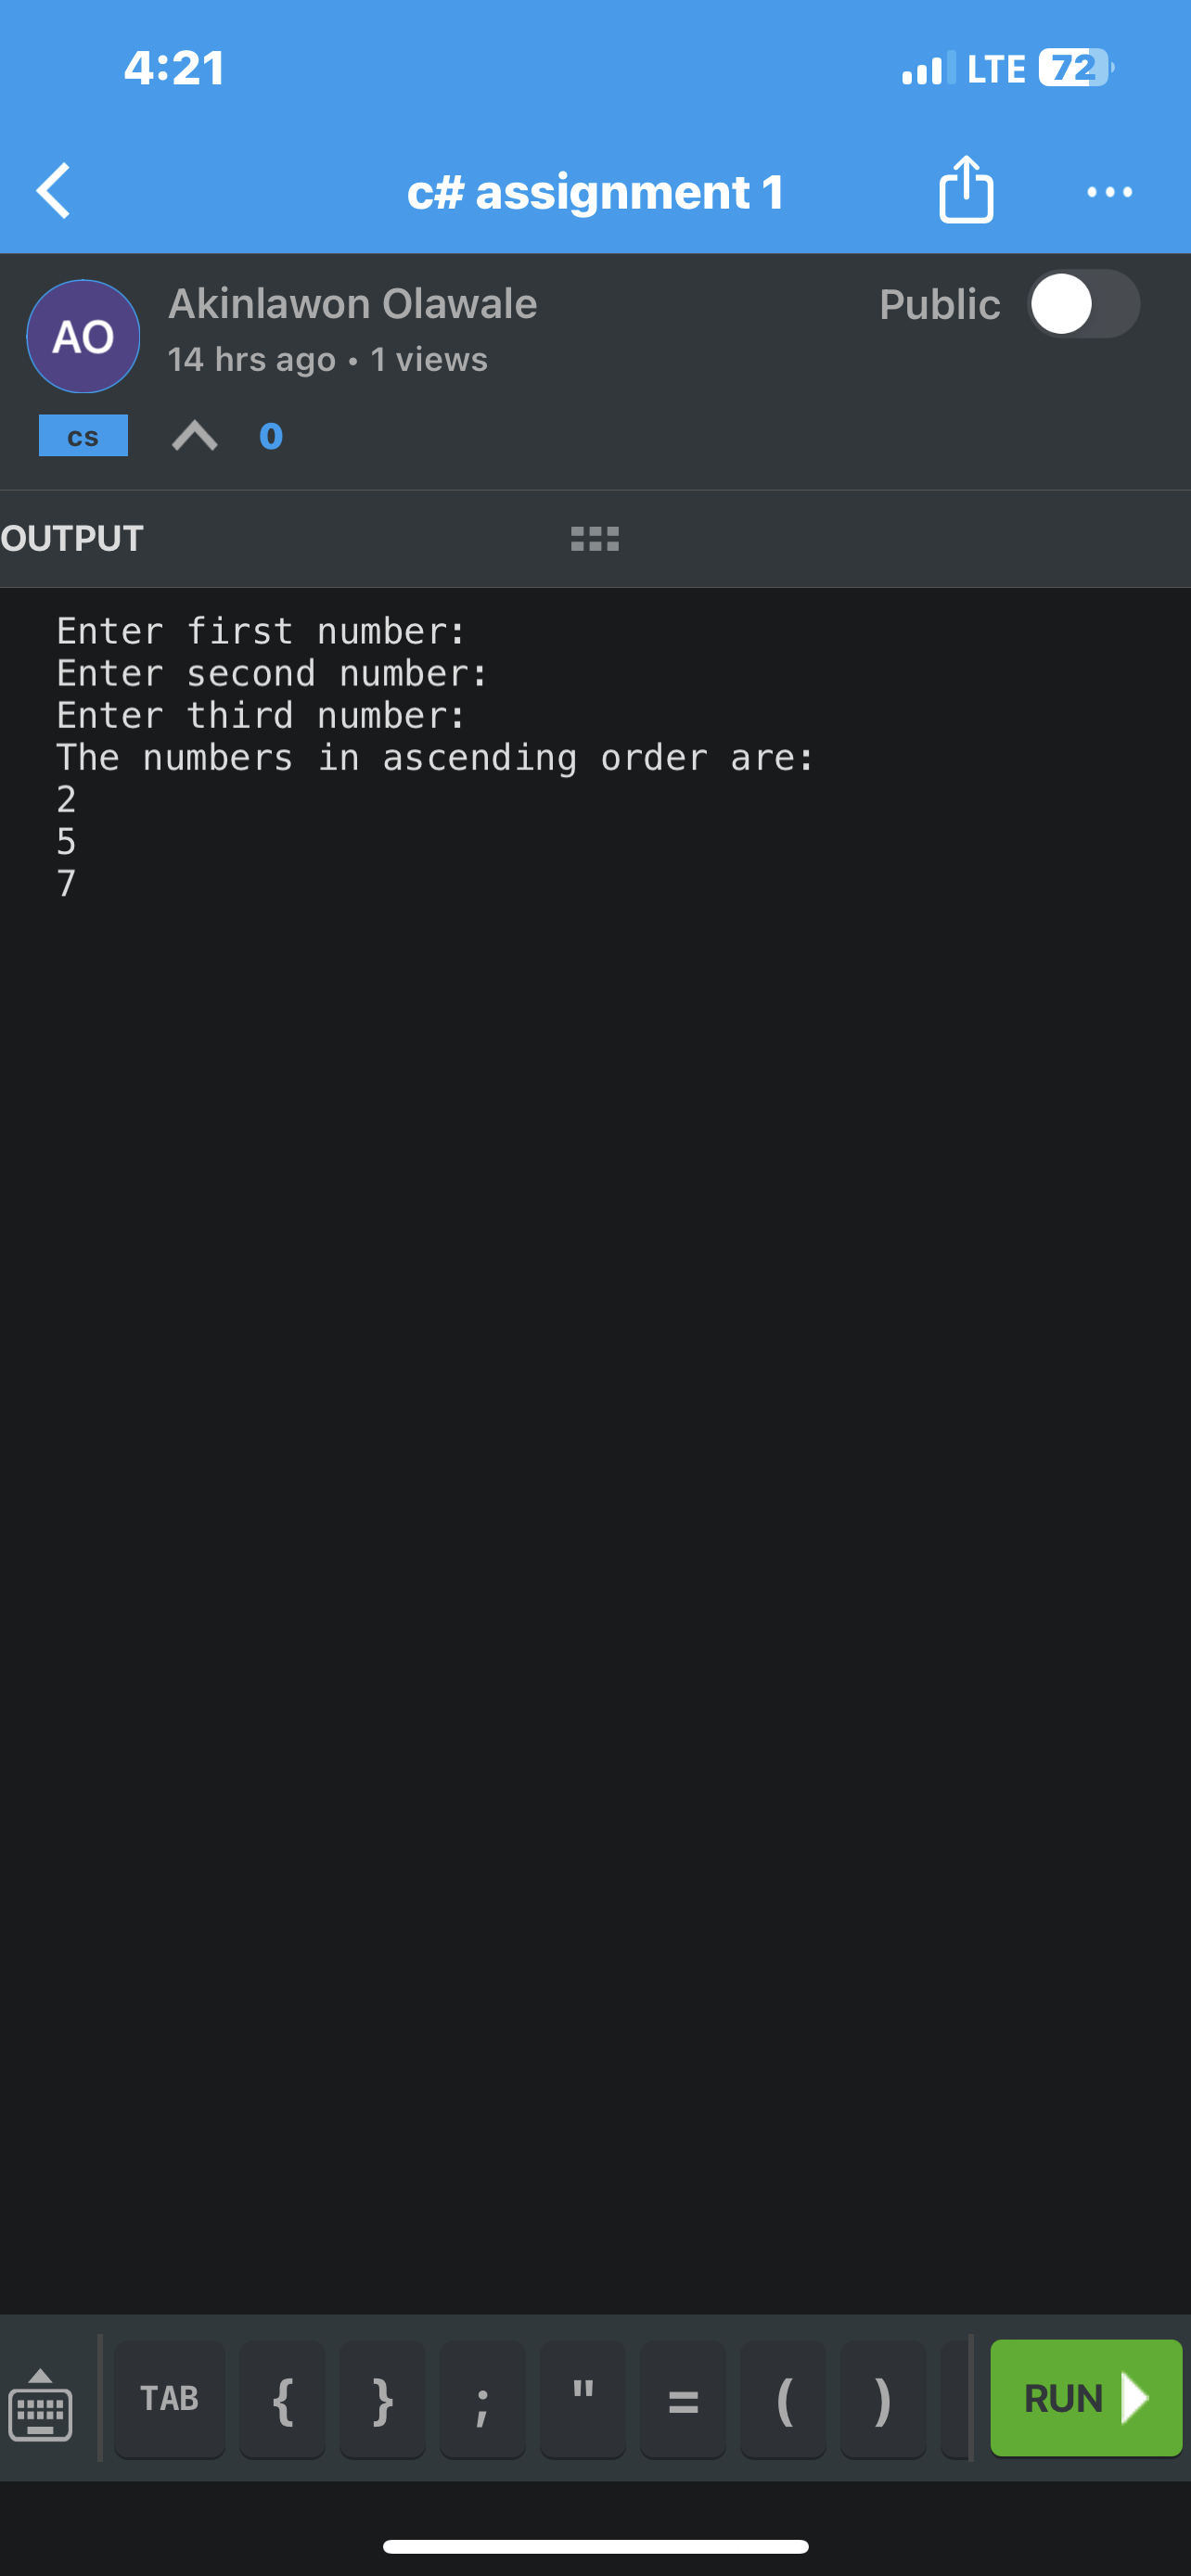 4:21
LTE 72
c# assignment 1
AO
Akinlawon Olawale
Public
14 hrs ago • 1 views
cs
0
OUTPUT
Enter first number:
Enter second number:
Enter third number:
The numbers in ascending order are:
2
5
7
TAB { } ; " = ( )
RUN